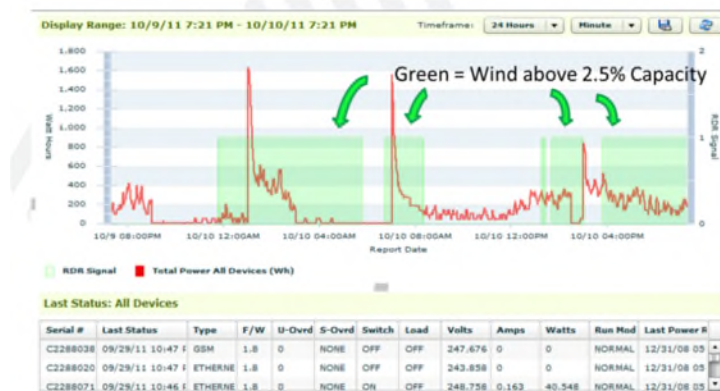 Display Range: 10/9/11 7:21 PM - 10/10/11 7:21 PM Timeframe: 24 Hours Minute
1,800 2
1,600
Green = Wind above 2.5% Capacity
1,400
1,200
1,000
800 1
600
400
200
0 0
Watt Hours
RDR Signal
10/9 08:00PM 10/10 12:00AM 10/10 04:00AM 10/10 08:00AM 10/10 12:00PM 10/10 04:00PM
Report Date
RDR Signal Total Power All Devices (Wh)
Last Status: All Devices
Serial # Last Status Type F/W U-Ovrd S-Ovrd Switch Load Volts Amps Watts Run Mod Last Power R
C2288038 09/29/11 10:47 F GSM 1.8 0 NONE OFF OFF 247.676 0 0 NORMAL 12/31/08 05
C2288020 09/29/11 10:47 F ETHERNE 1.8 0 NONE OFF OFF 243.858 0 0 NORMAL 12/31/08 05
C2288071 09/29/11 10:46 F ETHERNE 1.8 0 NONE ON OFF 248.758 0.163 40.548 NORMAL 12/31/08 05